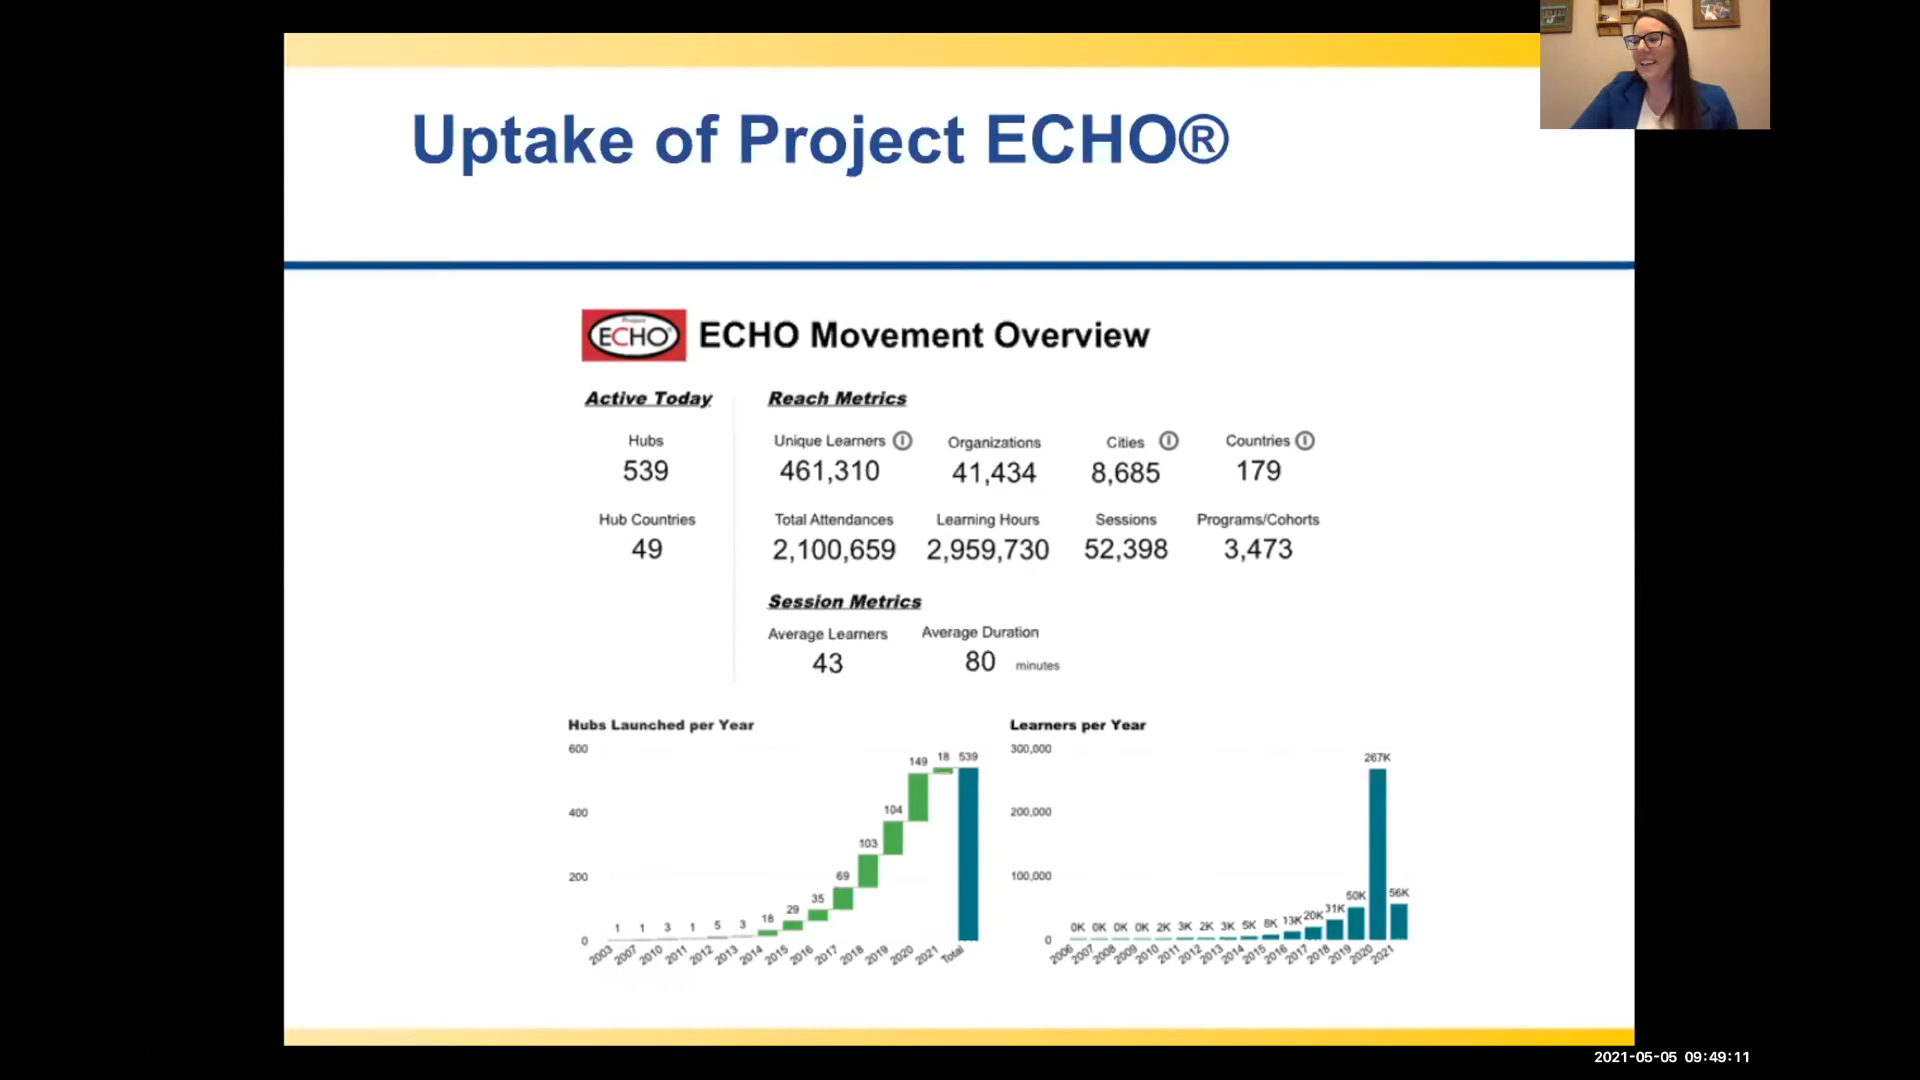 Uptake of Project ECHO®
Project
ECHO®
ECHO Movement Overview
Active Today
Reach Metrics
Hubs
Unique Learners
Organizations
Cities
Countries
539
461,310
41,434
8,685
179
Hub Countries
Total Attendances
Learning Hours
Sessions
Programs/Cohorts
49
2,100,659
2,959,730
52,398
3,473
Session Metrics
Average Learners
Average Duration
43
80 minutes
Hubs Launched per Year
600
400
200
0
1 1 3 1 5 3 18 29 35 69 103 104 149 18 539
2003 2007 2010 2011 2012 2013 2014 2015 2016 2017 2018 2019 2020 2021 Total
Learners per Year
300,000
200,000
100,000
0
0K 0K 0K 0K 2K 3K 2K 3K 5K 8K 13K 20K 31K 50K 267K 56K
2006 2007 2008 2009 2010 2011 2012 2013 2014 2015 2016 2017 2018 2019 2020 2021
2021-05-05 09:49:11